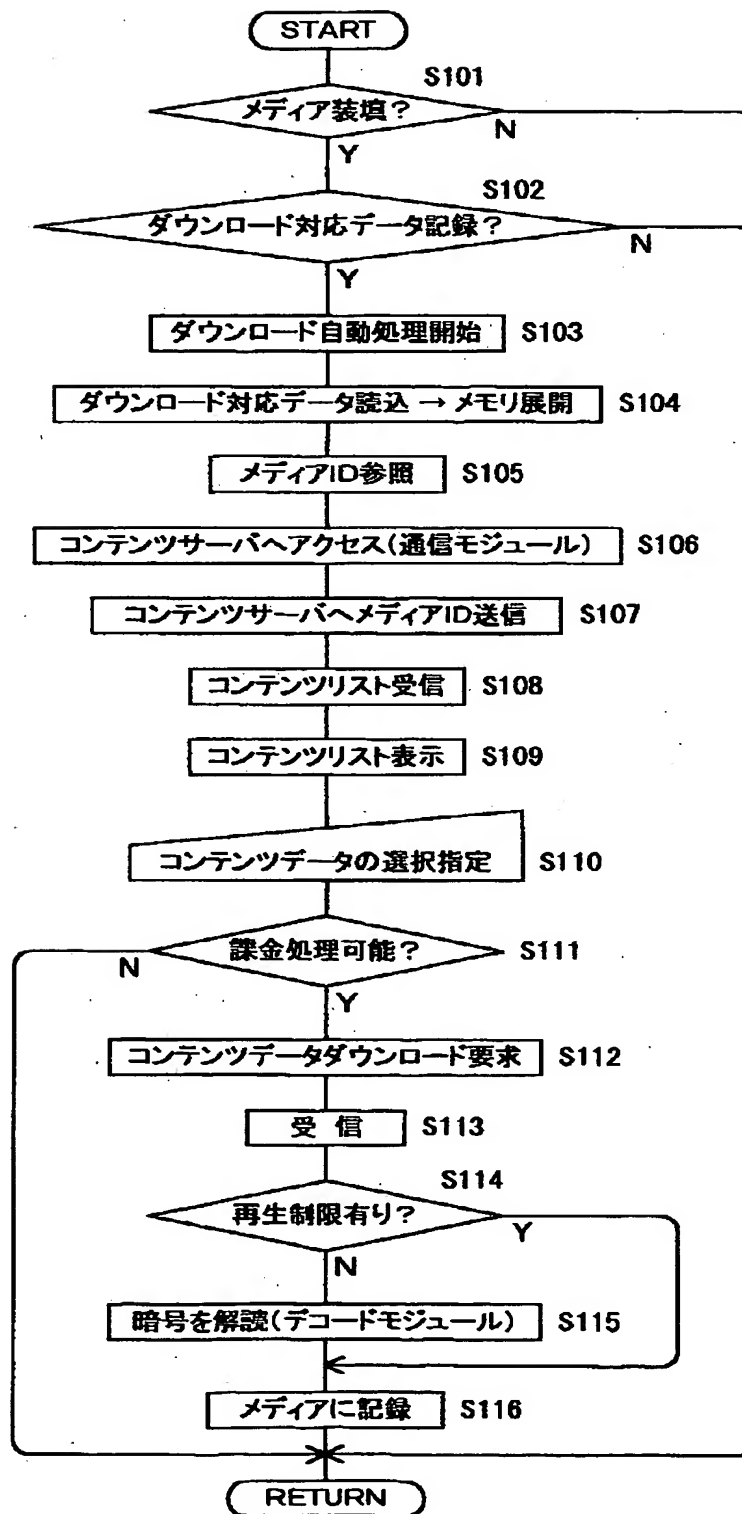 START
S101
メディア装填?
N
Y
S102
ダウンロード対応データ記録?
N
Y
ダウンロード自動処理開始 S103
ダウンロード対応データ読込 → メモリ展開 S104
メディアID参照 S105
コンテンツサーバへアクセス(通信モジュール) S106
コンテンツサーバへメディアID送信 S107
コンテンツリスト受信 S108
コンテンツリスト表示 S109
コンテンツデータの選択指定 S110
課金処理可能? S111
N
Y
コンテンツデータダウンロード要求 S112
受 信 S113
S114
再生制限有り?
Y
N
暗号を解読(デコードモジュール) S115
メディアに記録 S116
RETURN